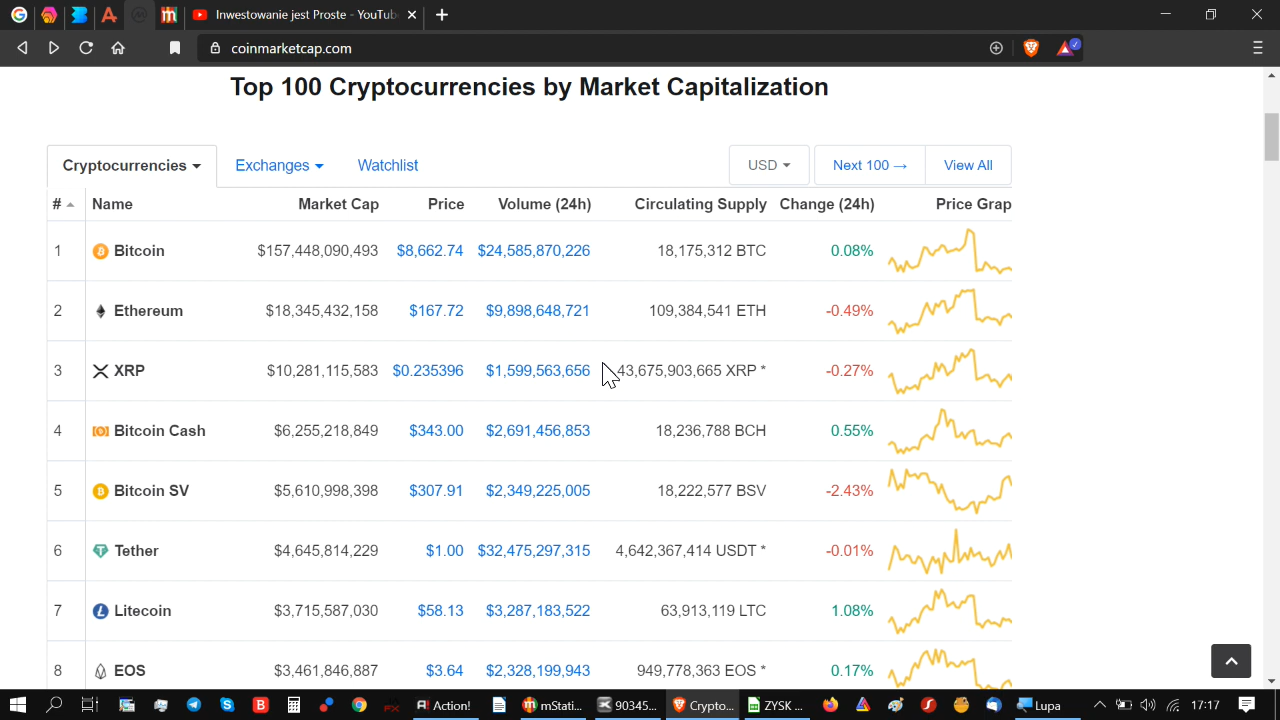 Inwestowanie jest Proste - YouTub
coinmarketcap.com
Top 100 Cryptocurrencies by Market Capitalization
Cryptocurrencies Exchanges Watchlist USD Next 100 → View All
# Name Market Cap Price Volume (24h) Circulating Supply Change (24h) Price Grap
1 Bitcoin $157,448,090,493 $8,662.74 $24,585,870,226 18,175,312 BTC 0.08%
2 Ethereum $18,345,432,158 $167.72 $9,898,648,721 109,384,541 ETH -0.49%
3 XRP $10,281,115,583 $0.235396 $1,599,563,656 43,675,903,665 XRP * -0.27%
4 Bitcoin Cash $6,255,218,849 $343.00 $2,691,456,853 18,236,788 BCH 0.55%
5 Bitcoin SV $5,610,998,398 $307.91 $2,349,225,005 18,222,577 BSV -2.43%
6 Tether $4,645,814,229 $1.00 $32,475,297,315 4,642,367,414 USDT * -0.01%
7 Litecoin $3,715,587,030 $58.13 $3,287,183,522 63,913,119 LTC 1.08%
8 EOS $3,461,846,887 $3.64 $2,328,199,943 949,778,363 EOS * 0.17%
Action! mStati... 90345... Crypto... ZYSK ... Lupa 17:17